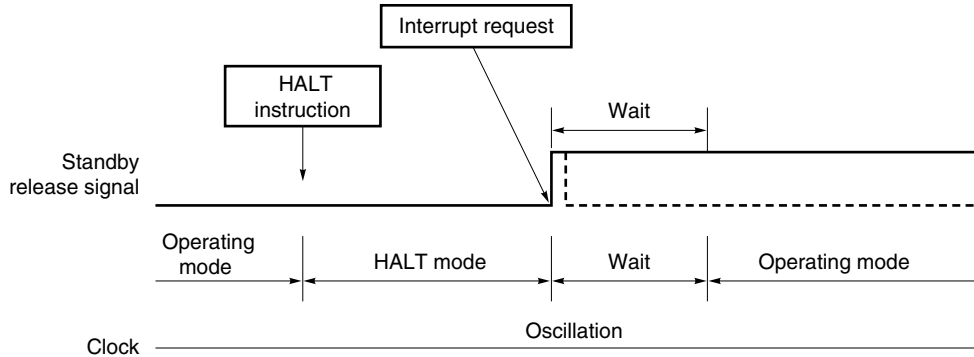 Interrupt request
HALT
instruction
Wait
Standby
release signal
Operating
mode
HALT mode
Wait
Operating mode
Oscillation
Clock